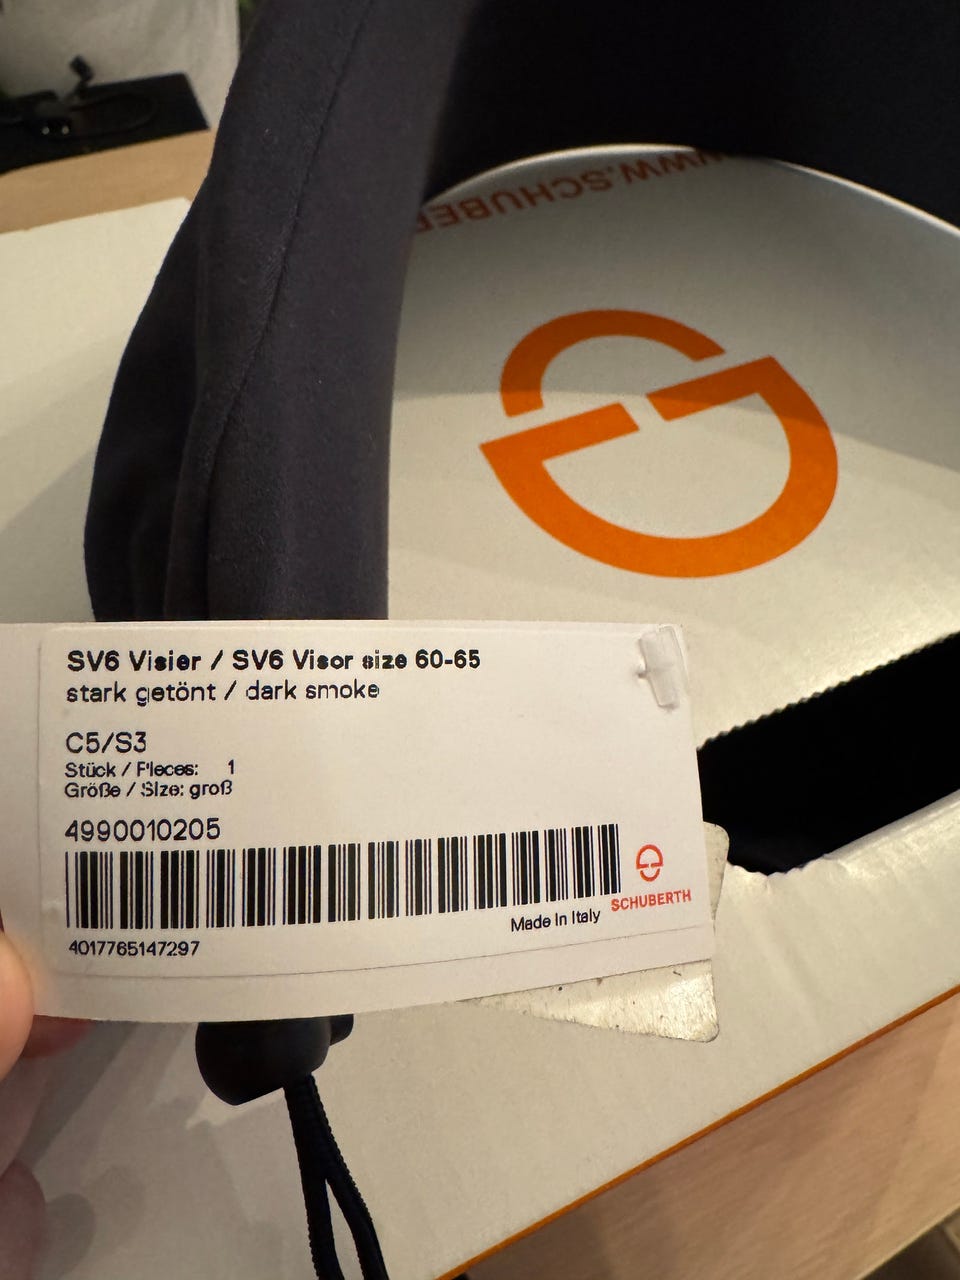 WWW.SCHUBER
SV6 Visier / SV6 Visor size 60-65
stark getönt / dark smoke
C5/S3
Stück / Pieces: 1
Größe / Size: groß
4990010205
SCHUBERTH
Made In Italy
4017765147297